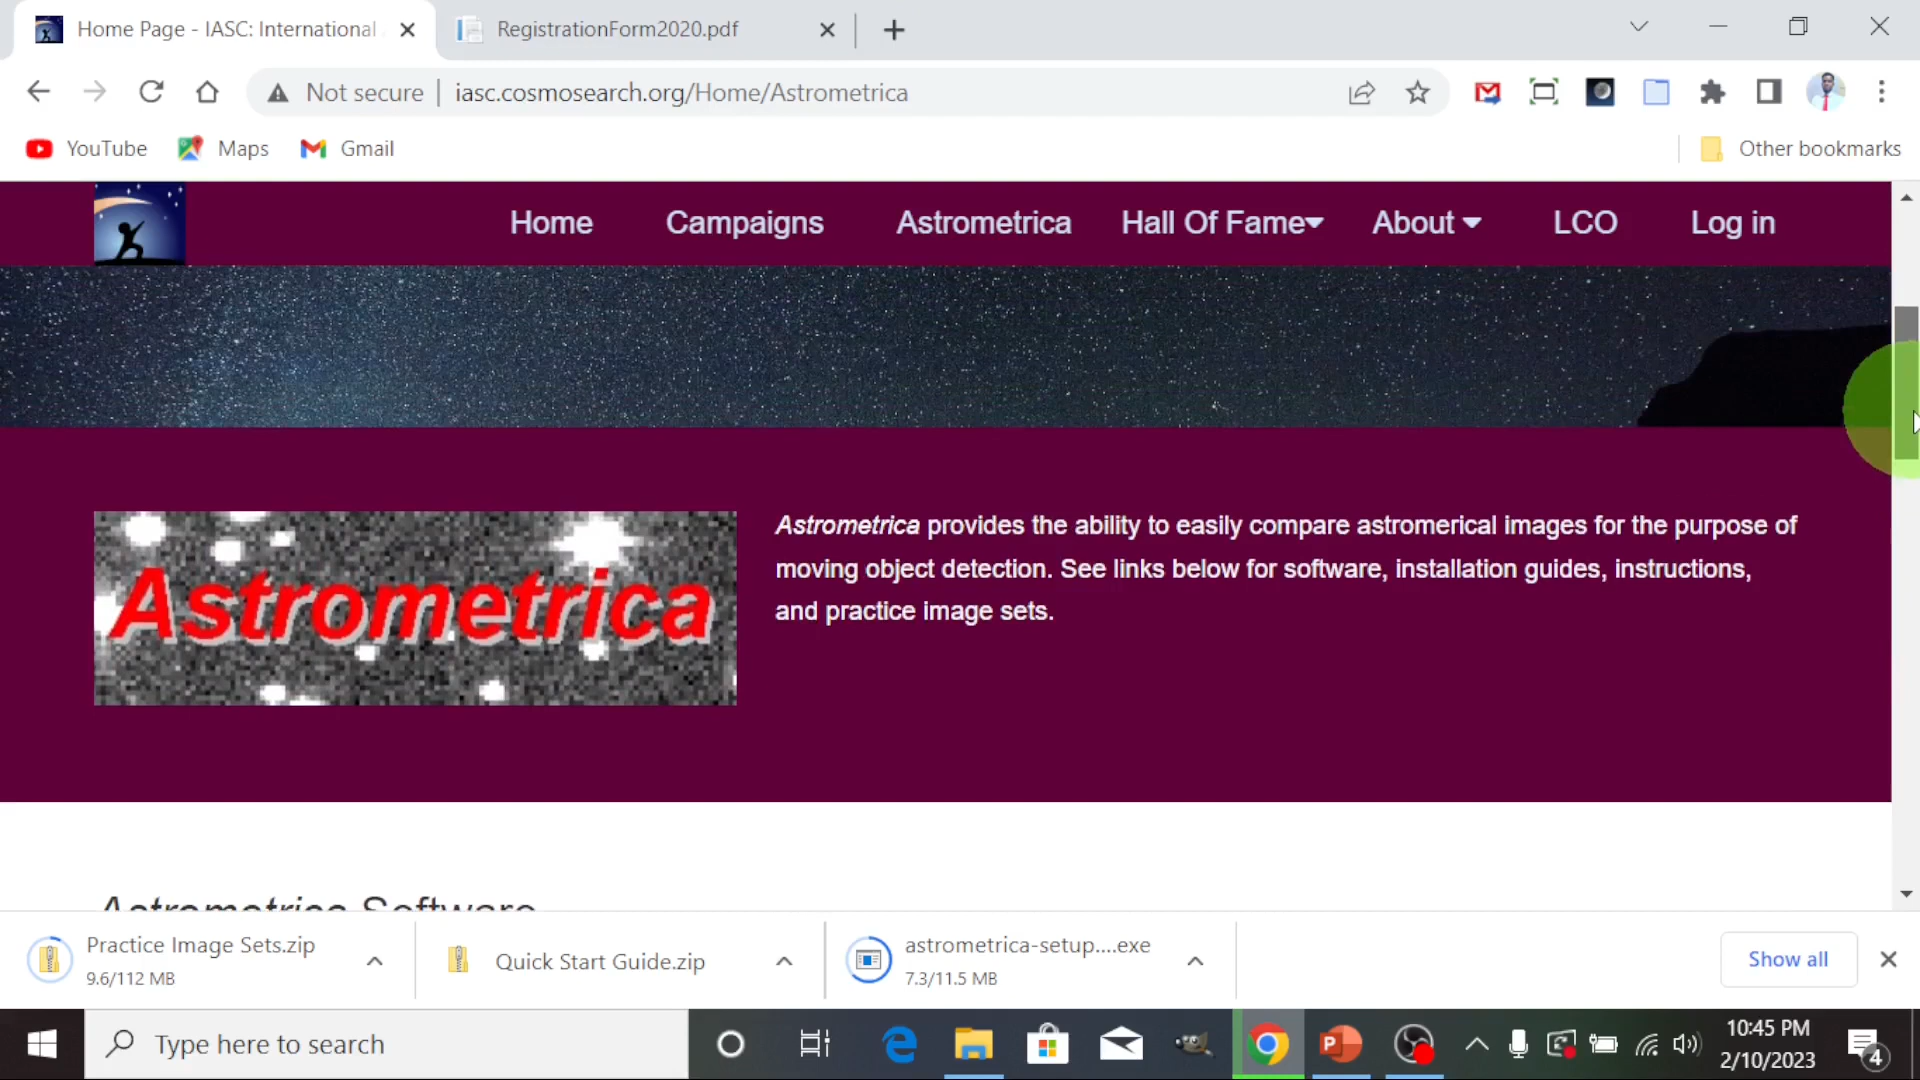 Home Page - IASC: International
RegistrationForm2020.pdf
Not secure
iasc.cosmosearch.org/Home/Astrometrica
YouTube
Maps
Gmail
Other bookmarks
Home
Campaigns
Astrometrica
Hall Of Fame
About
LCO
Log in
Astrometrica
Astrometrica provides the ability to easily compare astromerical images for the purpose of
moving object detection. See links below for software, installation guides, instructions,
and practice image sets.
Astrometrica Software
Practice Image Sets.zip
9.6/112 MB
Quick Start Guide.zip
astrometrica-setup....exe
7.3/11.5 MB
Show all
Type here to search
10:45 PM
2/10/2023
4